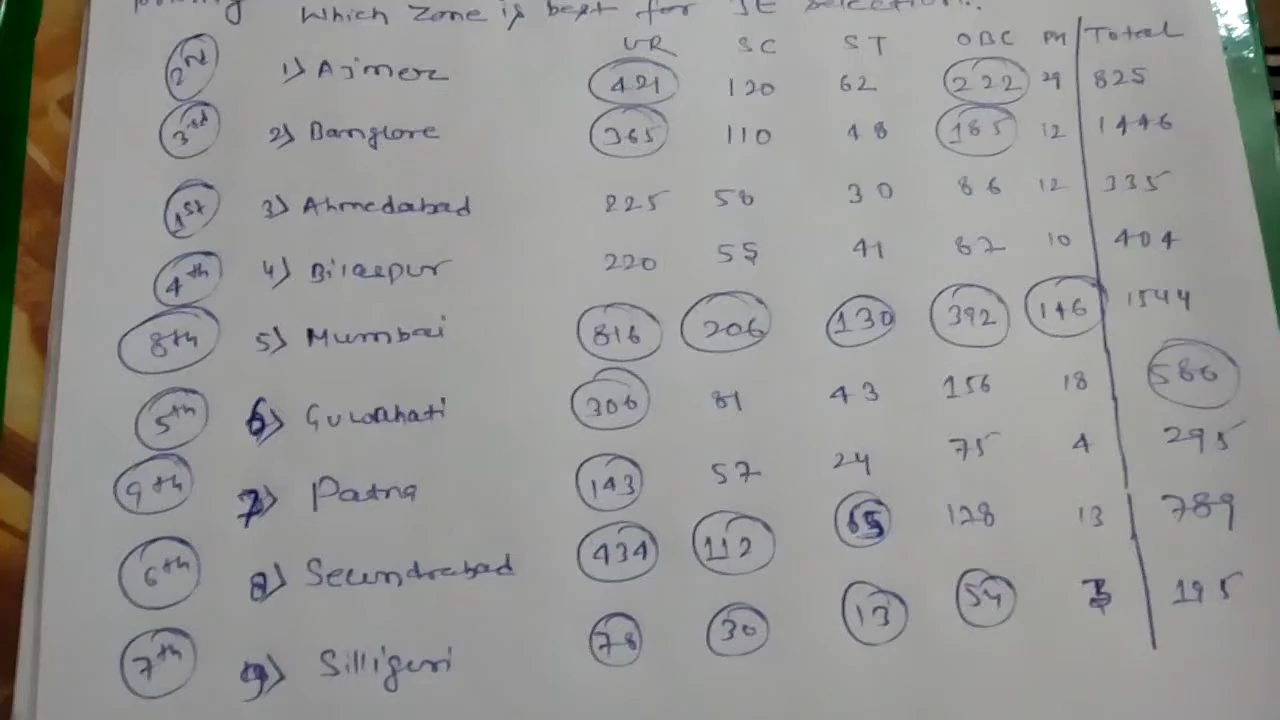 Which zone is best for JE selection..
UR SC ST OBC PH Total
2nd 1) Ajmer 421 120 62 222 29 825
3rd 2) Banglore 365 110 48 185 12 1446
1st 3) Ahmedabad 225 58 30 86 12 335
4th 4) Bilaspur 220 55 41 87 10 404
8th 5) Mumbai 816 206 130 392 146 1544
5th 6) Guwahati 306 81 43 156 18 586
9th 7) Patna 143 57 24 75 4 295
6th 8) Secundrabad 434 112 65 128 13 789
7th 9) Silliguri 78 30 13 54 195